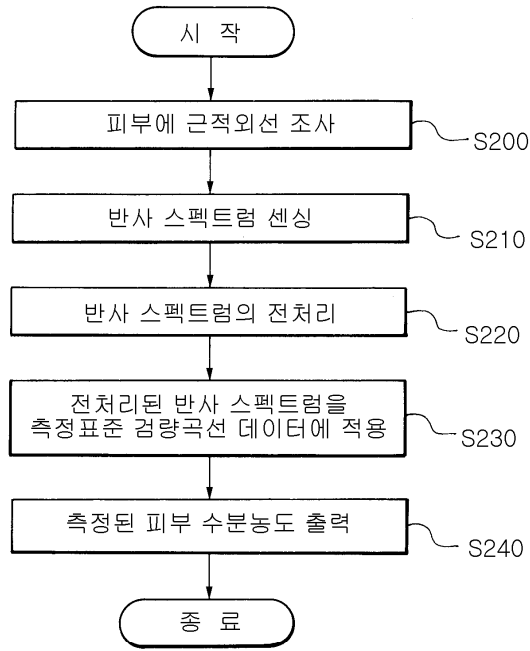 시 작
피부에 근적외선 조사
S200
반사 스펙트럼 센싱
S210
반사 스펙트럼의 전처리
S220
전처리된 반사 스펙트럼을
측정표준 검량곡선 데이터에 적용
S230
측정된 피부 수분농도 출력
S240
종 료